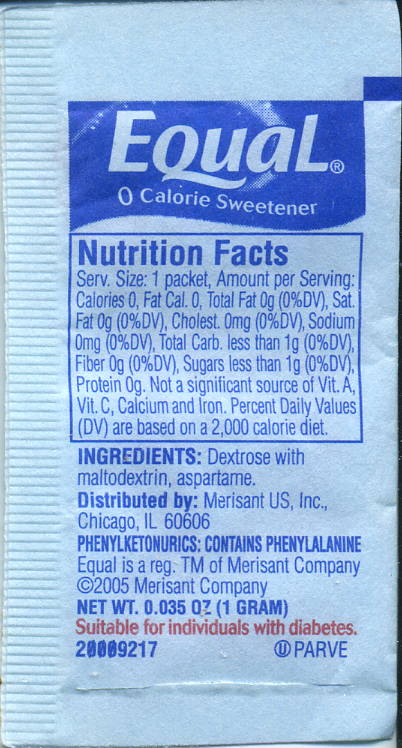 EQUAL®
0 Calorie Sweetener
Nutrition Facts
Serv. Size: 1 packet, Amount per Serving:
Calories 0, Fat Cal. 0, Total Fat 0g (0%DV), Sat.
Fat 0g (0%DV), Cholest. 0mg (0%DV), Sodium
0mg (0%DV), Total Carb. less than 1g (0%DV),
Fiber 0g (0%DV), Sugars less than 1g (0%DV),
Protein 0g. Not a significant source of Vit. A,
Vit. C, Calcium and Iron. Percent Daily Values
(DV) are based on a 2,000 calorie diet.
INGREDIENTS: Dextrose with
maltodextrin, aspartame.
Distributed by: Merisant US, Inc.,
Chicago, IL 60606
PHENYLKETONURICS: CONTAINS PHENYLALANINE
Equal is a reg. TM of Merisant Company
©2005 Merisant Company
NET WT. 0.035 OZ (1 GRAM)
Suitable for individuals with diabetes.
20009217 Ⓤ PARVE